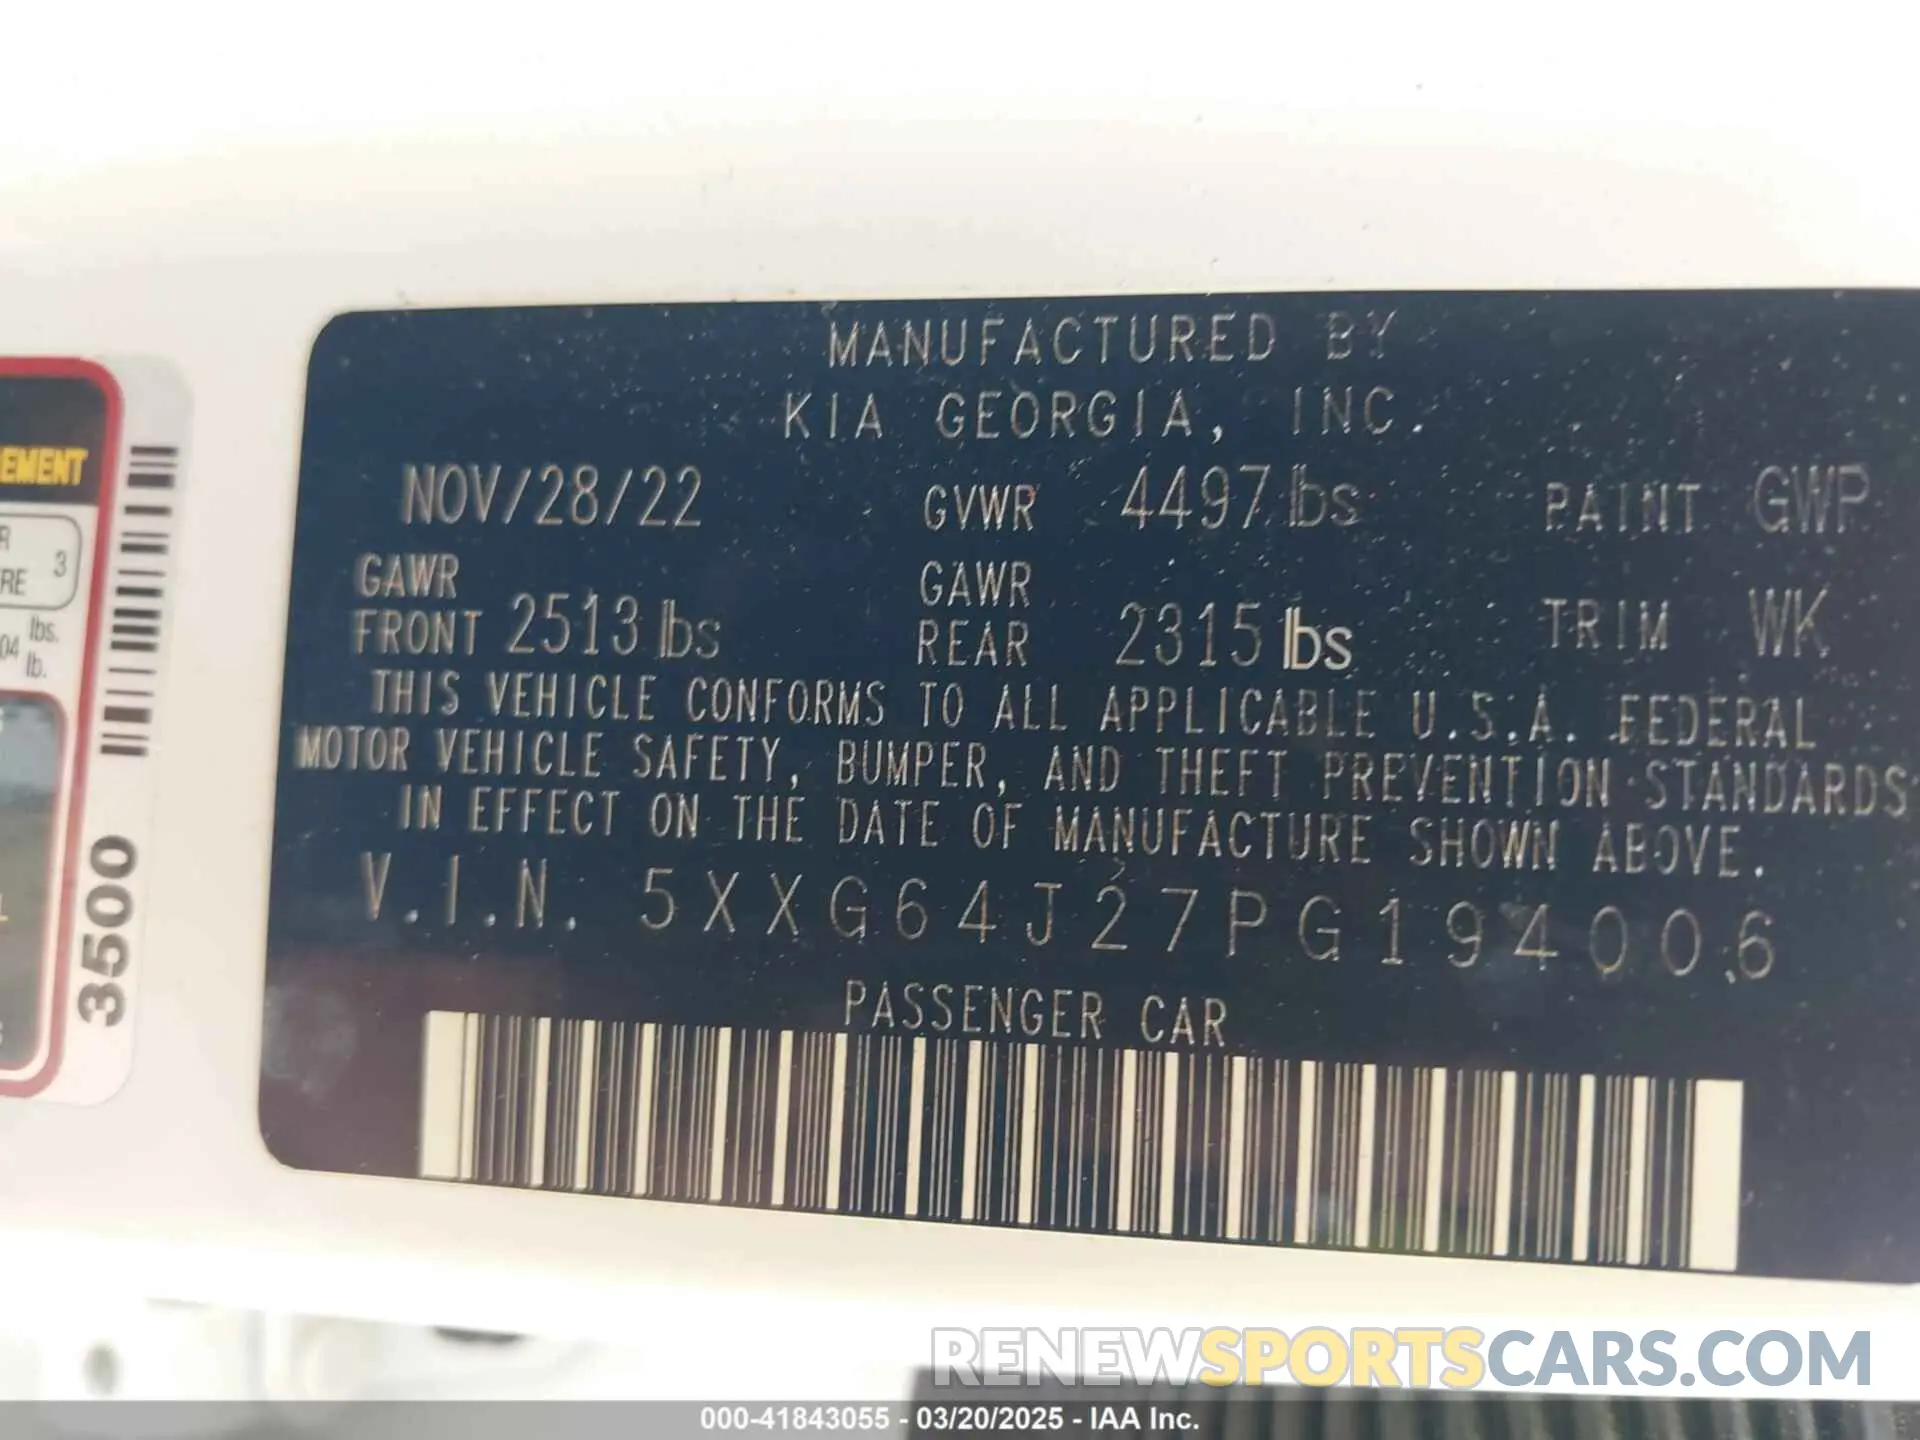 MANUFACTURED BY
KIA GEORGIA, INC.
NOV/28/22 GVWR 4497 lbs PAINT GWP
GAWR FRONT 2513 lbs GAWR REAR 2315 lbs TRIM WK
THIS VEHICLE CONFORMS TO ALL APPLICABLE U.S.A. FEDERAL
MOTOR VEHICLE SAFETY, BUMPER, AND THEFT PREVENTION STANDARDS
IN EFFECT ON THE DATE OF MANUFACTURE SHOWN ABOVE.
V.I.N. 5XXG64J27PG194006
PASSENGER CAR
3
lbs.
lb.
3500
RENEWSPORTSCARS.COM
000-41843055 - 03/20/2025 - IAA Inc.